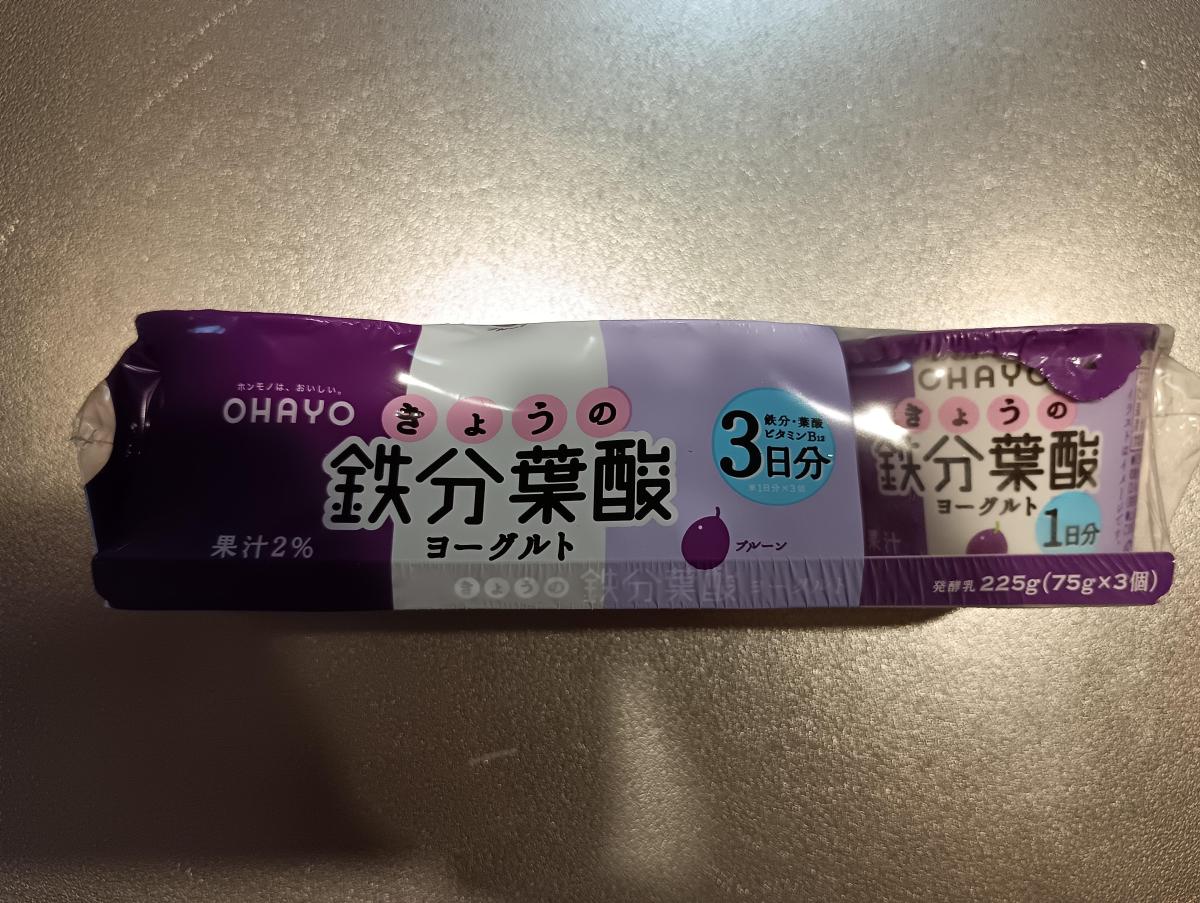 ホンモノは、おいしい。
OHAYO
きょうの
鉄分葉酸
ヨーグルト
果汁2%
3日分
鉄分・葉酸
ビタミンB12
※1日分×3個
プルーン
きょうの 鉄分葉酸 ヨーグルト
OHAYO
きょうの
鉄分葉酸
ヨーグルト
1日分
果汁
発酵乳 225g(75g×3個)